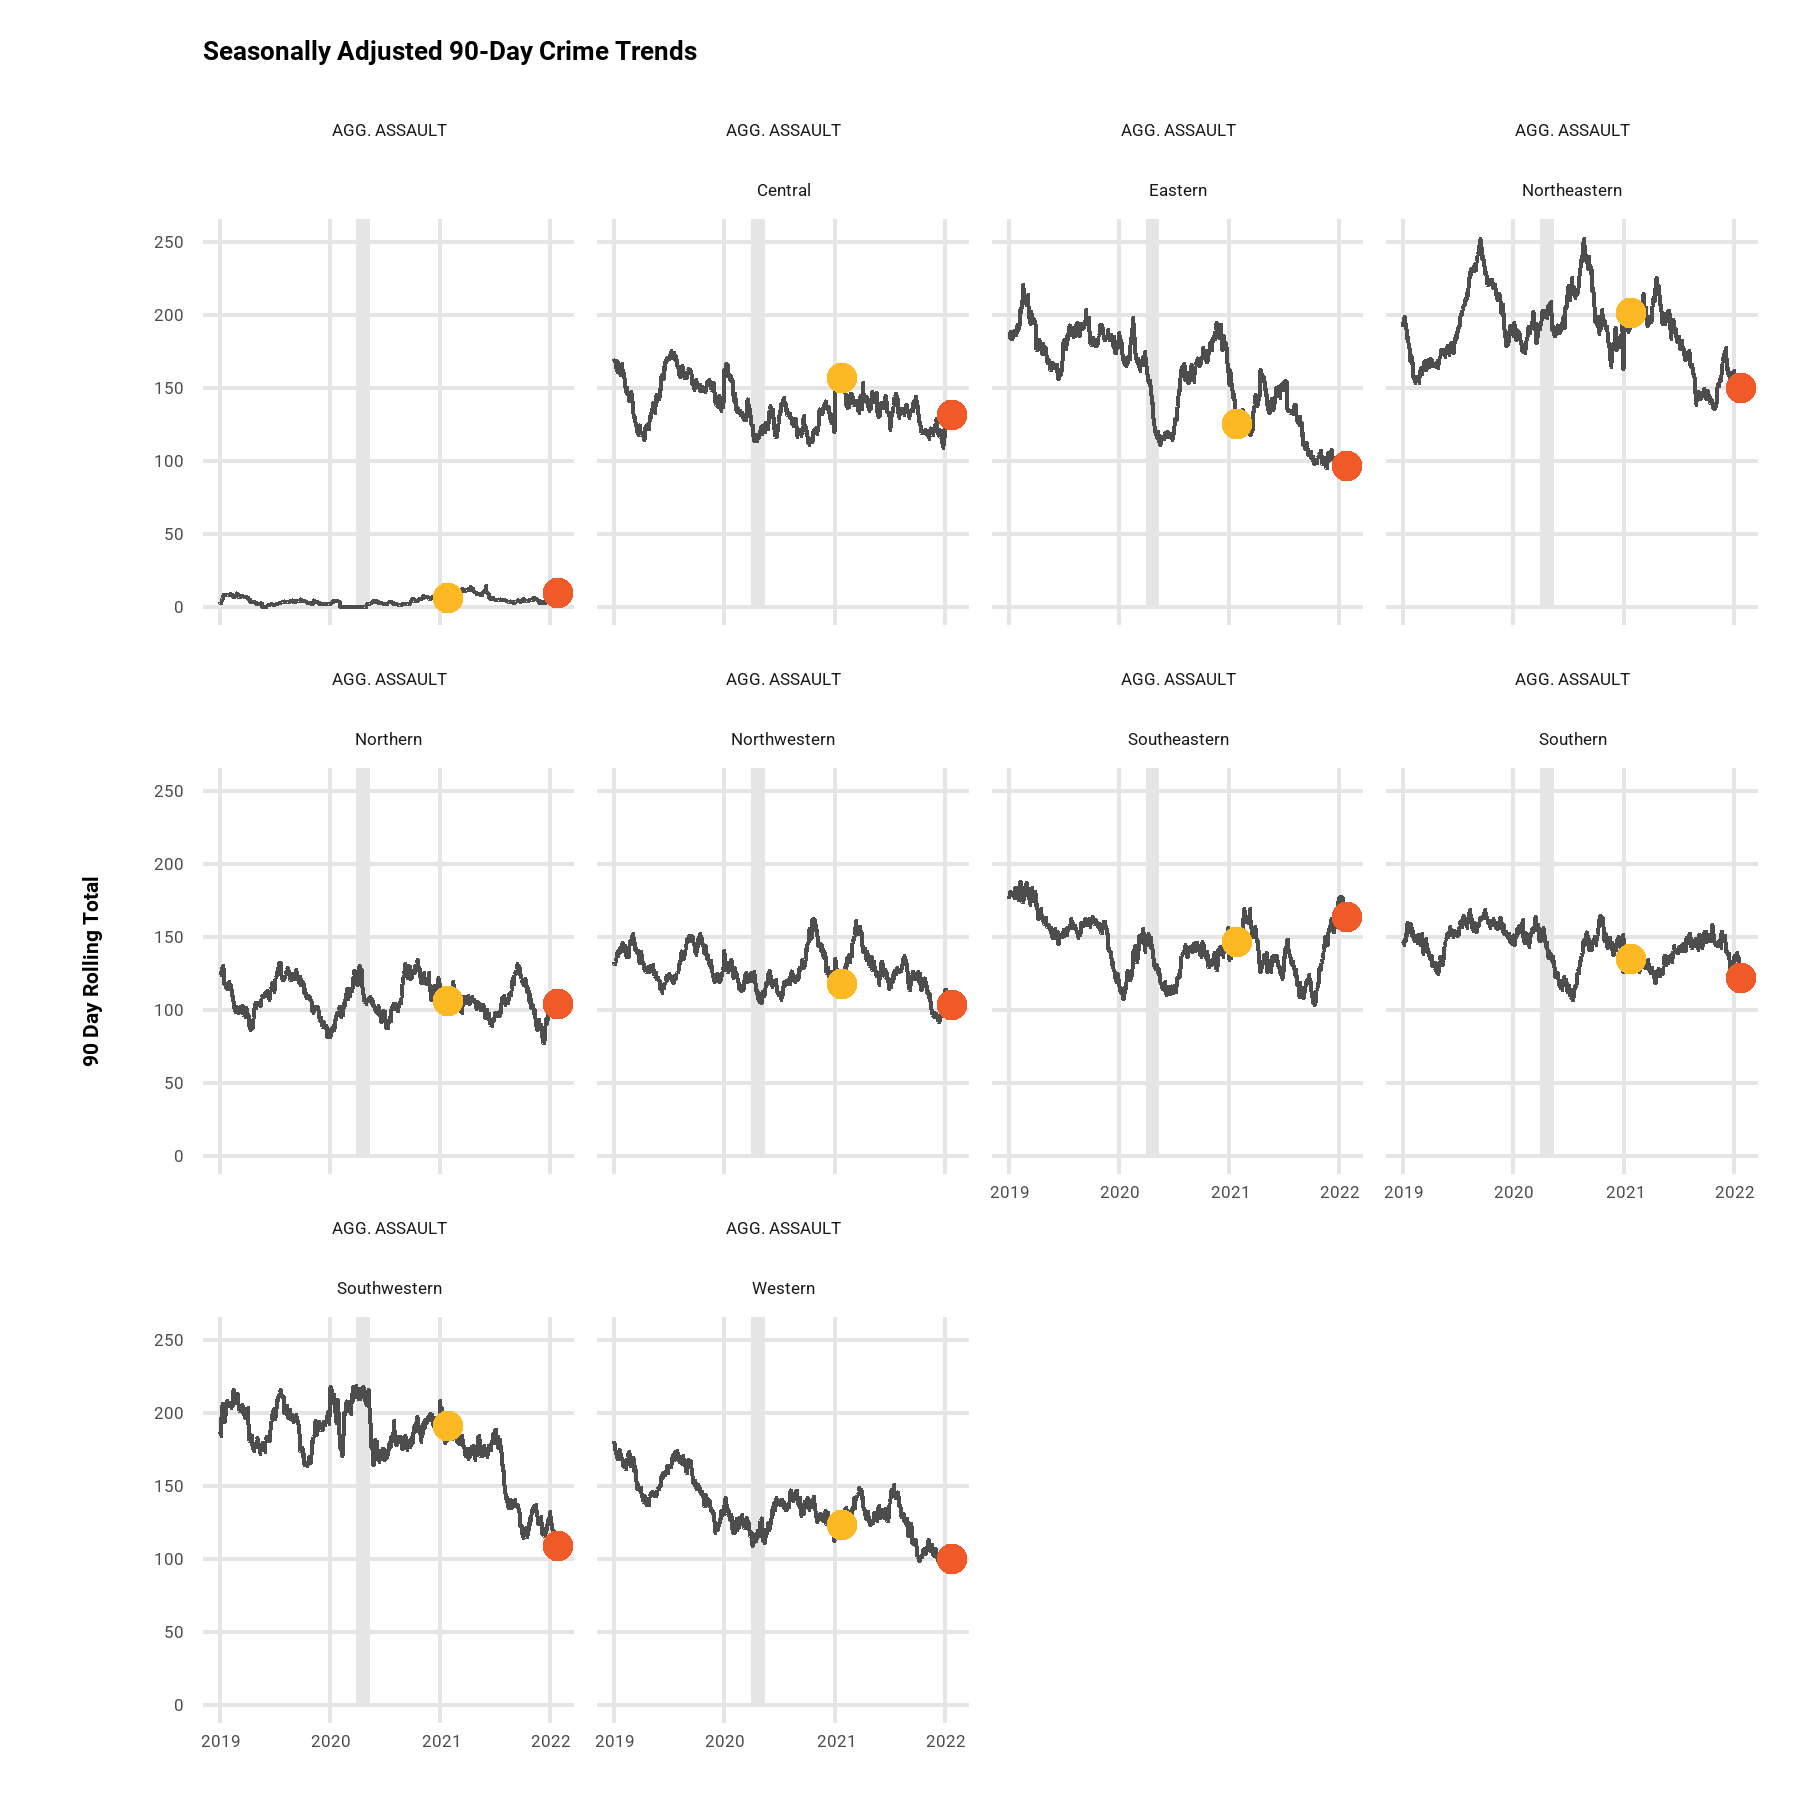 Seasonally Adjusted 90-Day Crime Trends
AGG. ASSAULT
AGG. ASSAULT
AGG. ASSAULT
AGG. ASSAULT
Central
Eastern
Northeastern
250
200
150
100
50
0
AGG. ASSAULT
AGG. ASSAULT
AGG. ASSAULT
AGG. ASSAULT
Northern
Northwestern
Southeastern
Southern
250
200
150
100
50
0
2019 2020 2021 2022
2019 2020 2021 2022
90 Day Rolling Total
AGG. ASSAULT
AGG. ASSAULT
Southwestern
Western
250
200
150
100
50
0
2019 2020 2021 2022
2019 2020 2021 2022